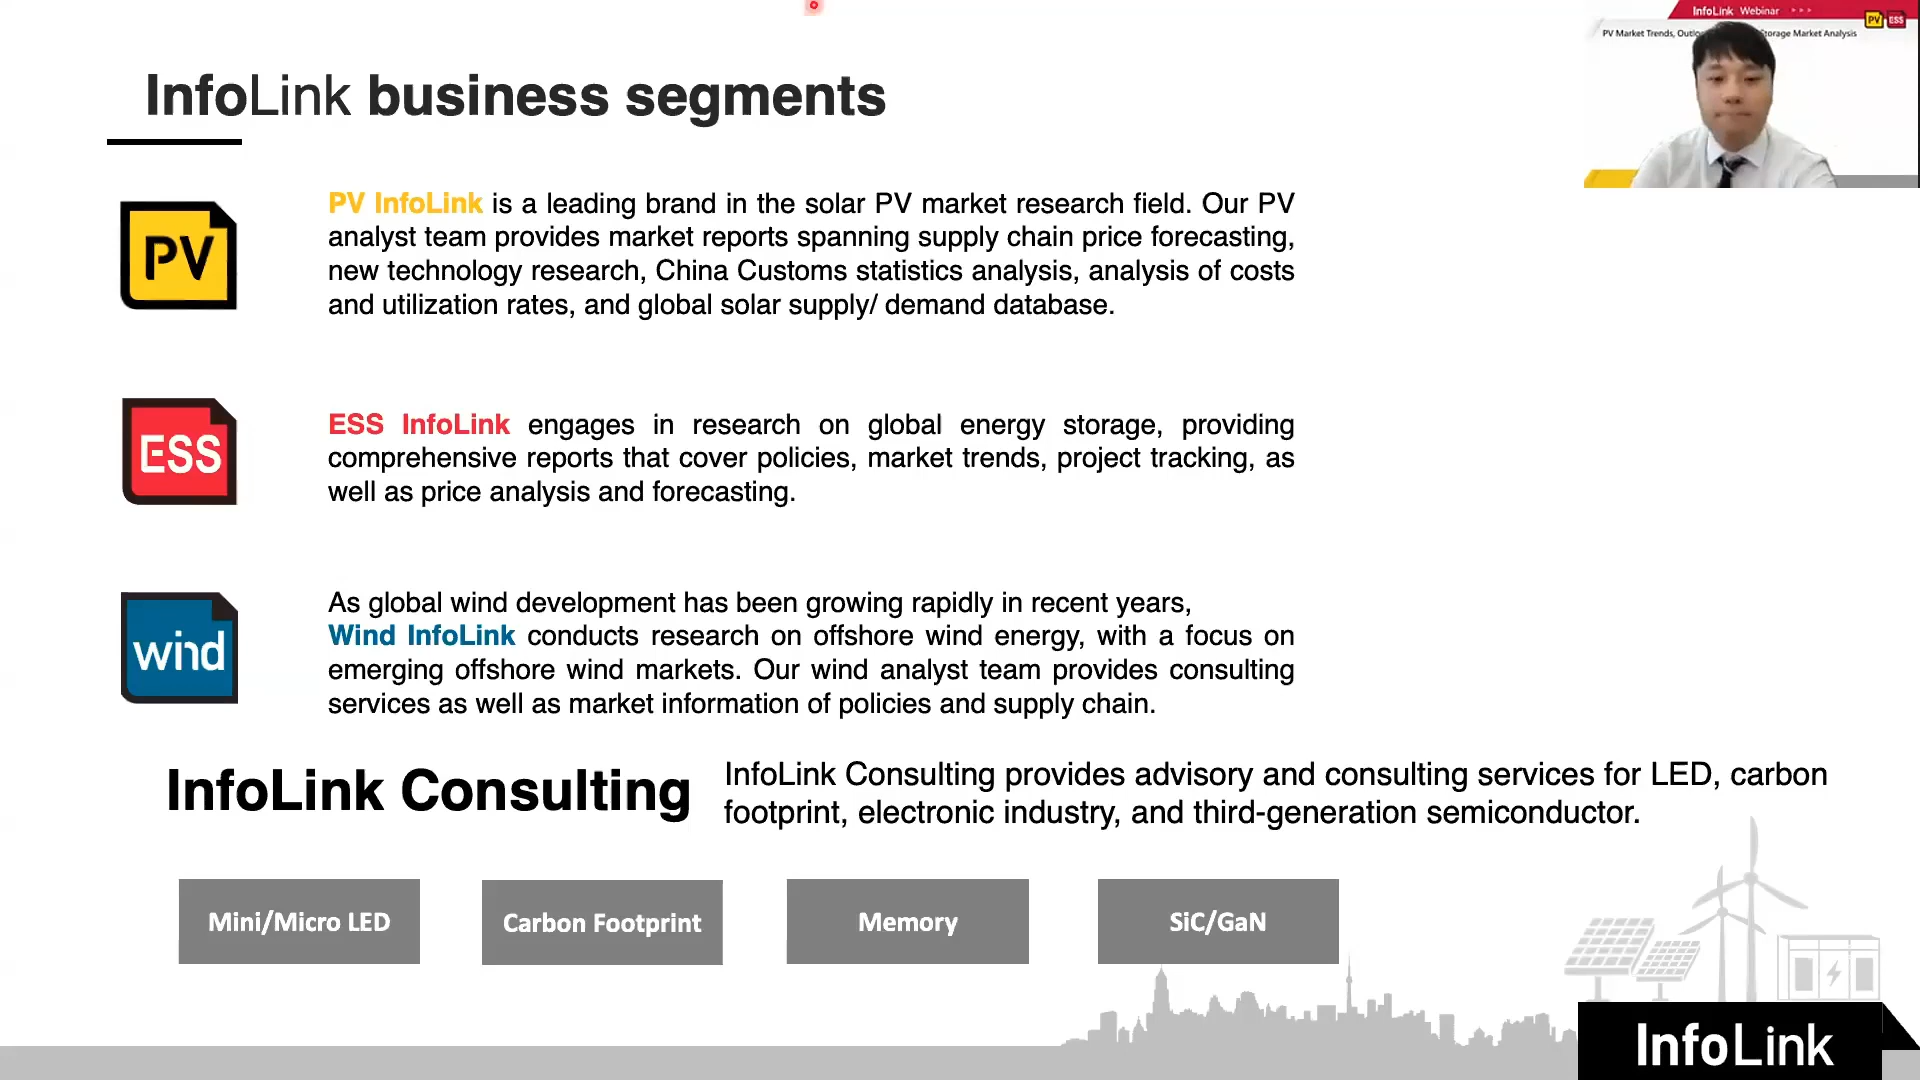 InfoLink Webinar > > >
PV ESS
PV Market Trends, Outlo
torage Market Analysis
InfoLink business segments
PV
PV InfoLink is a leading brand in the solar PV market research field. Our PV
analyst team provides market reports spanning supply chain price forecasting,
new technology research, China Customs statistics analysis, analysis of costs
and utilization rates, and global solar supply/ demand database.
ESS
ESS InfoLink engages in research on global energy storage, providing
comprehensive reports that cover policies, market trends, project tracking, as
well as price analysis and forecasting.
wind
As global wind development has been growing rapidly in recent years,
Wind InfoLink conducts research on offshore wind energy, with a focus on
emerging offshore wind markets. Our wind analyst team provides consulting
services as well as market information of policies and supply chain.
InfoLink Consulting
InfoLink Consulting provides advisory and consulting services for LED, carbon
footprint, electronic industry, and third-generation semiconductor.
Mini/Micro LED
Carbon Footprint
Memory
SiC/GaN
InfoLink